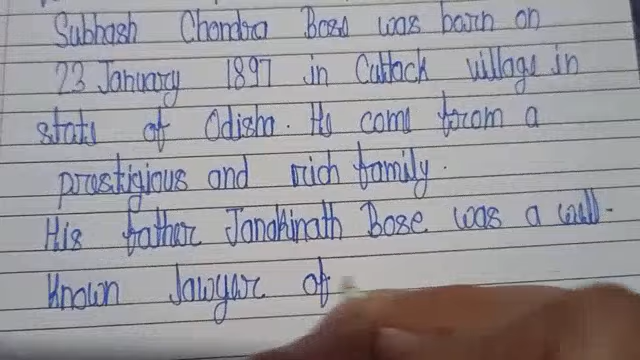 Subhash Chandra Bose was born on
23 January 1897 in Cuttack village in
state of Odisha. He come from a
prestigious and rich family.
His father Janakinath Bose was a well-
known lawyer of